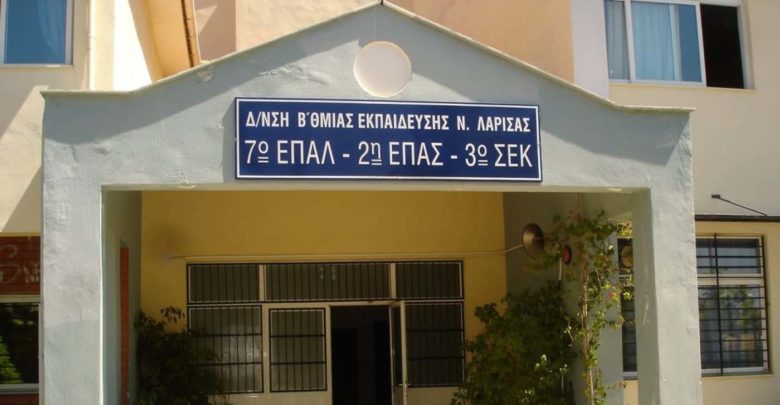 Δ/ΝΣΗ Β΄ΘΜΙΑΣ ΕΚΠΑΙΔΕΥΣΗΣ Ν. ΛΑΡΙΣΑΣ
7ο ΕΠΑΛ - 2η ΕΠΑΣ - 3ο ΣΕΚ